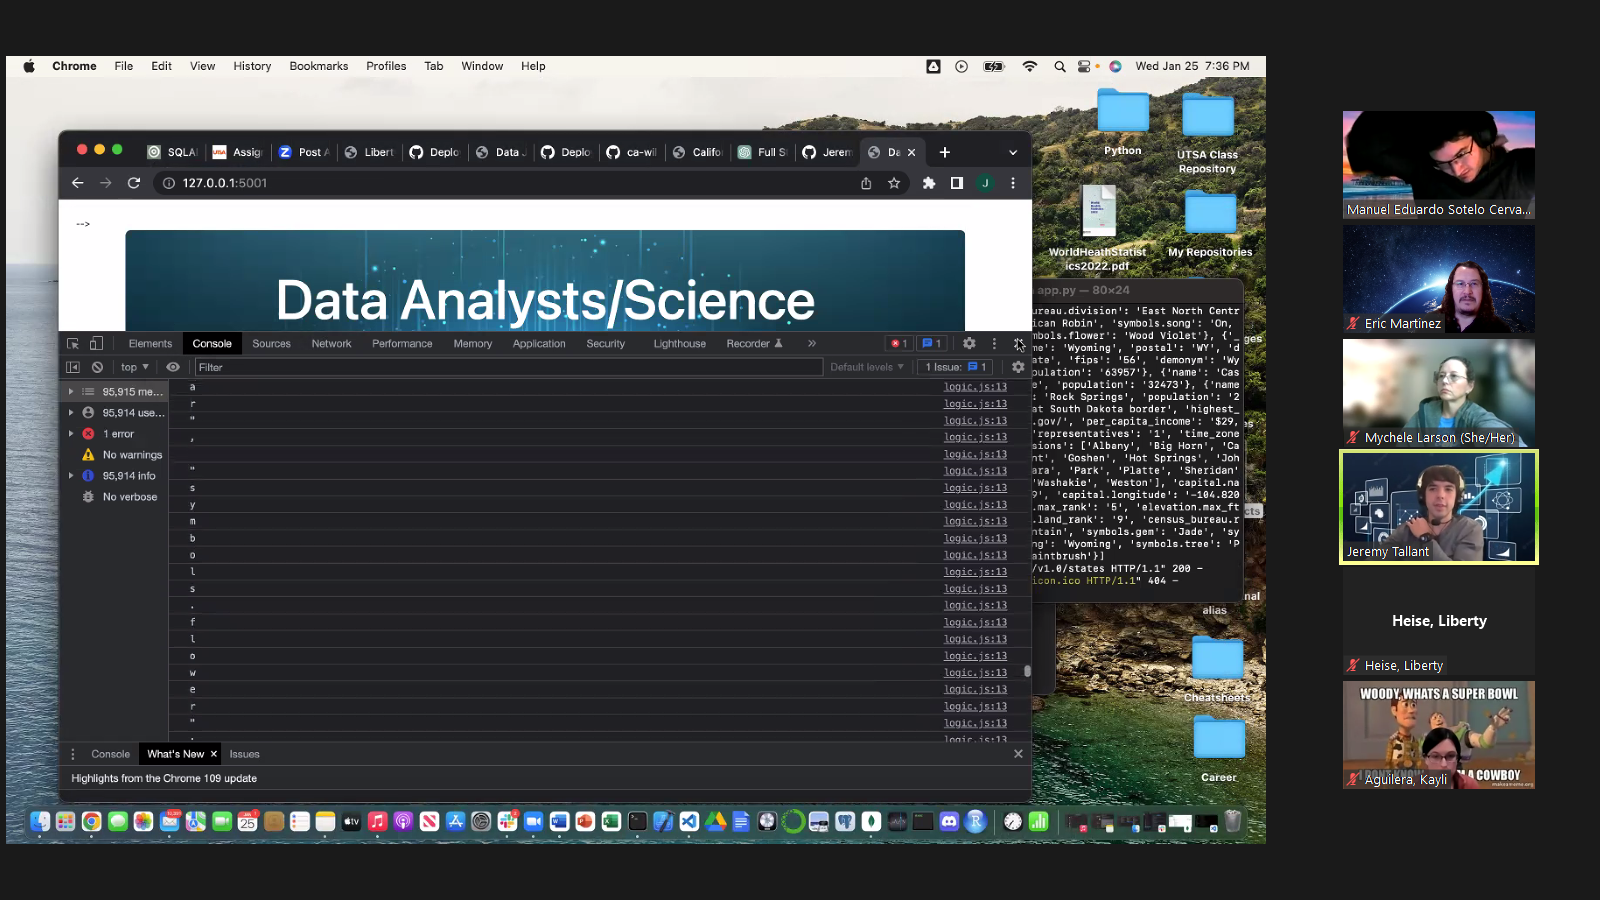 Chrome File Edit View History Bookmarks Profiles Tab Window Help Wed Jan 25 7:36 PM
SQLAL Assig Post A Libert Deplo Data Deplo ca-wil Califo Full S Jerem Da
127.0.0.1:5001
-->
Data Analysts/Science
Elements Console Sources Network Performance Memory Application Security Lighthouse Recorder » 1 1
top Filter Default levels 1 Issue: 1
95,915 me...
95,914 use...
1 error
No warnings
95,914 info
No verbose
a logic.js:13
r logic.js:13
" logic.js:13
, logic.js:13
logic.js:13
" logic.js:13
s logic.js:13
y logic.js:13
m logic.js:13
b logic.js:13
o logic.js:13
l logic.js:13
s logic.js:13
. logic.js:13
f logic.js:13
l logic.js:13
o logic.js:13
w logic.js:13
e logic.js:13
r logic.js:13
" logic.js:13
logic.js:13
Console What's New Issues
Highlights from the Chrome 109 update
Python
UTSA Class
Repository
WorldHeathStatist
ics2022.pdf
My Repositories
app.py — 80×24
ureau.division': 'East North Centr
ican Robin', 'symbols.song': 'On,
mbols.flower': 'Wood Violet'}, {'_
me': 'Wyoming', 'postal': 'WY', 'd
ate', 'fips': '56', 'demonym': 'Wy
opulation': '63957'}, {'name': 'Cas
e', 'population': '32473'}, {'name
'Rock Springs', 'population': '2
at South Dakota border', 'highest_
.gov/', 'per_capita_income': '$29,
representatives': '1', 'time_zone
sions': ['Albany', 'Big Horn', 'Ca
nt', 'Goshen', 'Hot Springs', 'Joh
ara', 'Park', 'Platte', 'Sheridan'
'Washakie', 'Weston'], 'capital.na
9', 'capital.longitude': '-104.820
.max_rank': '5', 'elevation.max_ft
.land_rank': '9', 'census_bureau.r
ntain', 'symbols.gem': 'Jade', 'sy
ng': 'Wyoming', 'symbols.tree': 'P
aintbrush'}]
/v1.0/states HTTP/1.1" 200 -
icon.ico HTTP/1.1" 404 -
es
cts
nal
alias
Cheatsheets
Career
Manuel Eduardo Sotelo Cerva...
Eric Martinez
Mychele Larson (She/Her)
Jeremy Tallant
Heise, Liberty
Heise, Liberty
WOODY, WHATS A SUPER BOWL
M A COWBOY
Aguilera, Kayli